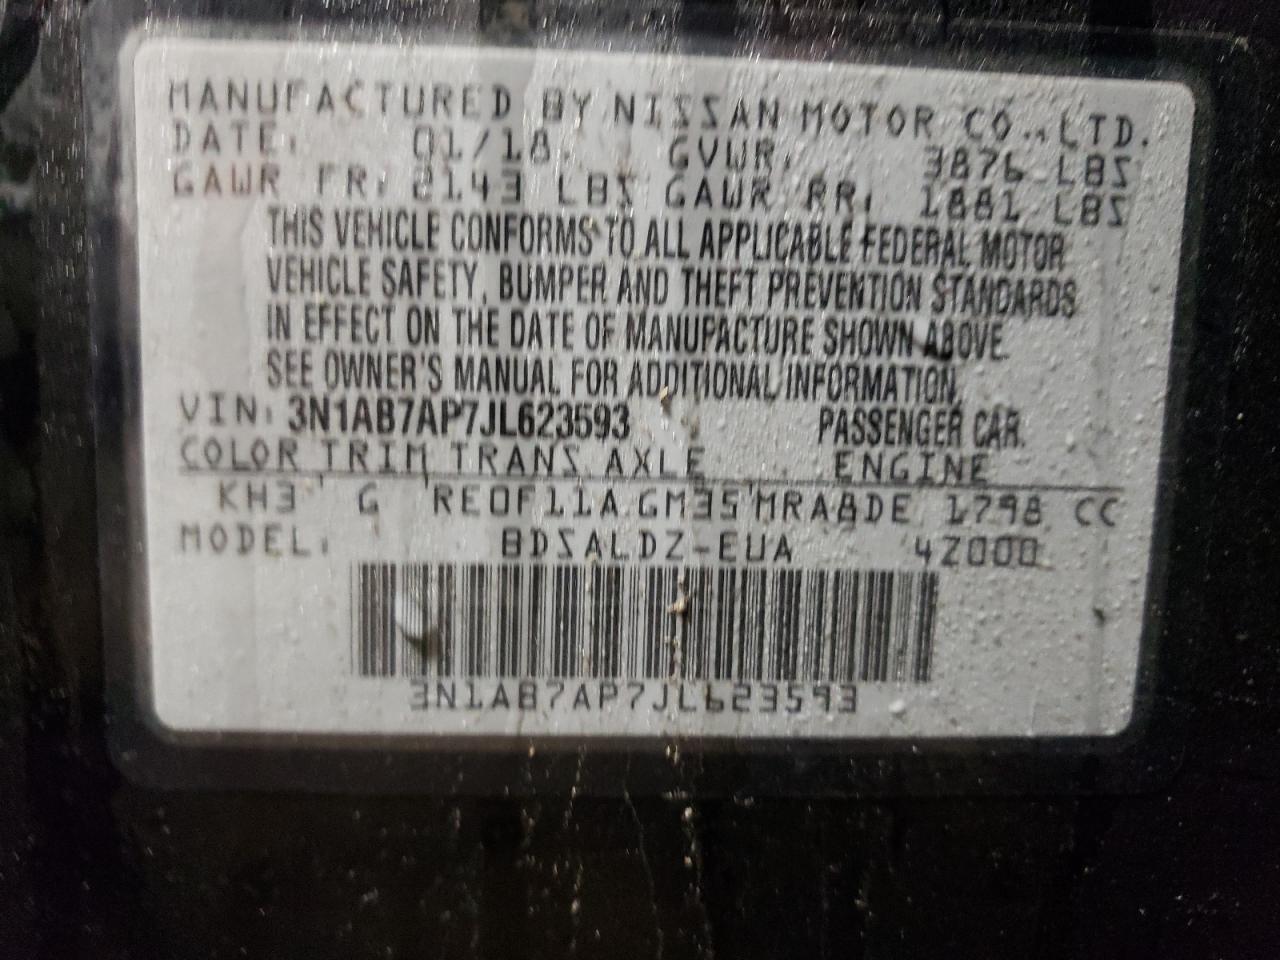 MANUFACTURED BY NISSAN MOTOR CO.,LTD.
DATE: 01/18 GVWR: 3876 LBS
GAWR FR: 2143 LBS GAWR RR: 1881 LBS
THIS VEHICLE CONFORMS TO ALL APPLICABLE FEDERAL MOTOR
VEHICLE SAFETY, BUMPER AND THEFT PREVENTION STANDARDS
IN EFFECT ON THE DATE OF MANUFACTURE SHOWN ABOVE.
SEE OWNER'S MANUAL FOR ADDITIONAL INFORMATION.
VIN: 3N1AB7AP7JL623593 PASSENGER CAR
COLOR TRIM TRANS AXLE ENGINE
KH3 G RE0F11A GM35 MRA8DE 1798 CC
MODEL: BDSALDZ-EUA 4Z000
3N1AB7AP7JL623593